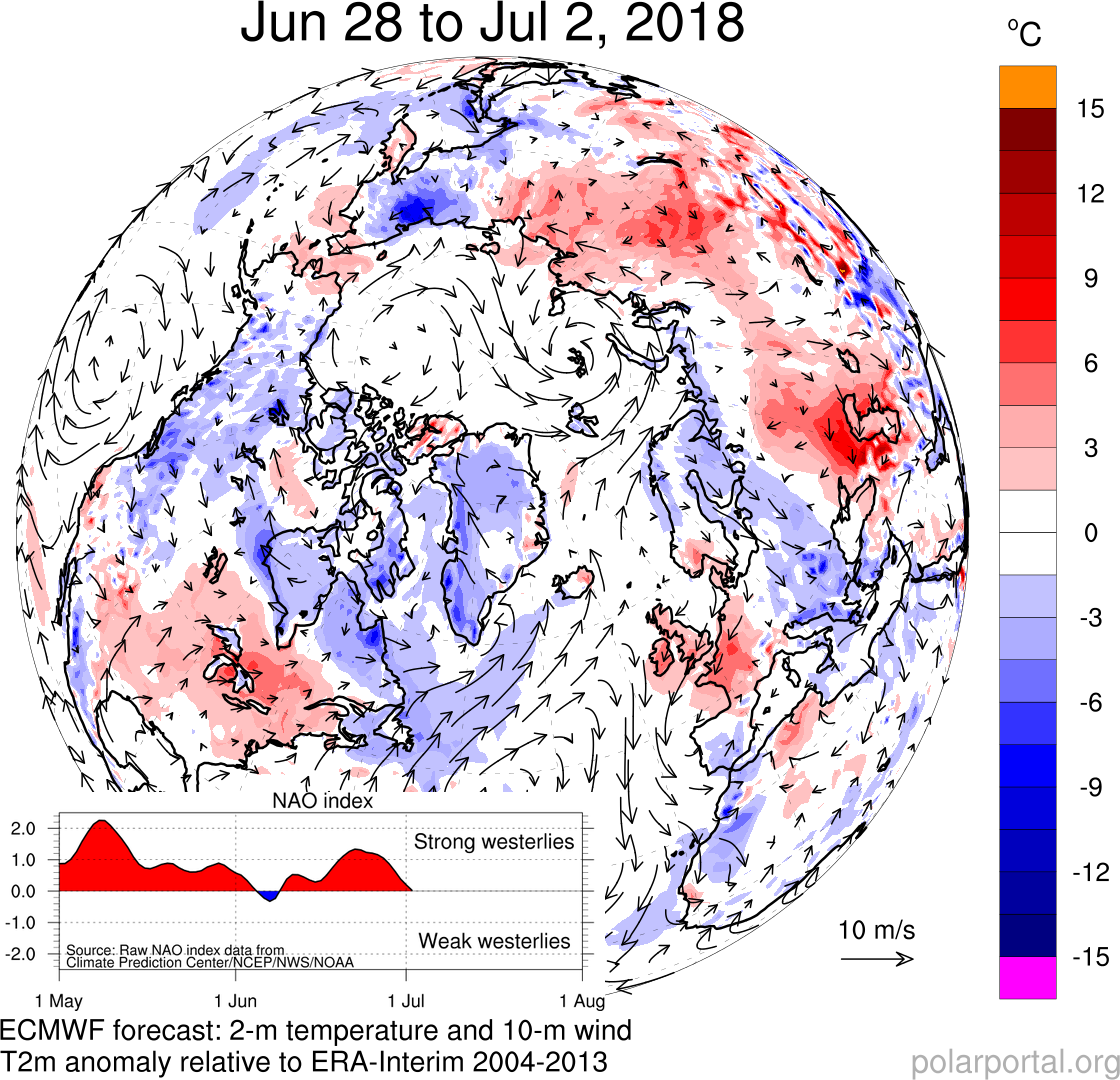 Jun 28 to Jul 2, 2018
°C
15
12
9
6
3
0
-3
-6
-9
-12
-15
NAO index
2.0
1.0
0.0
-1.0
-2.0
Strong westerlies
Weak westerlies
Source: Raw NAO index data from
Climate Prediction Center/NCEP/NWS/NOAA
1 May
1 Jun
1 Jul
1 Aug
10 m/s
ECMWF forecast: 2-m temperature and 10-m wind
T2m anomaly relative to ERA-Interim 2004-2013
polarportal.org